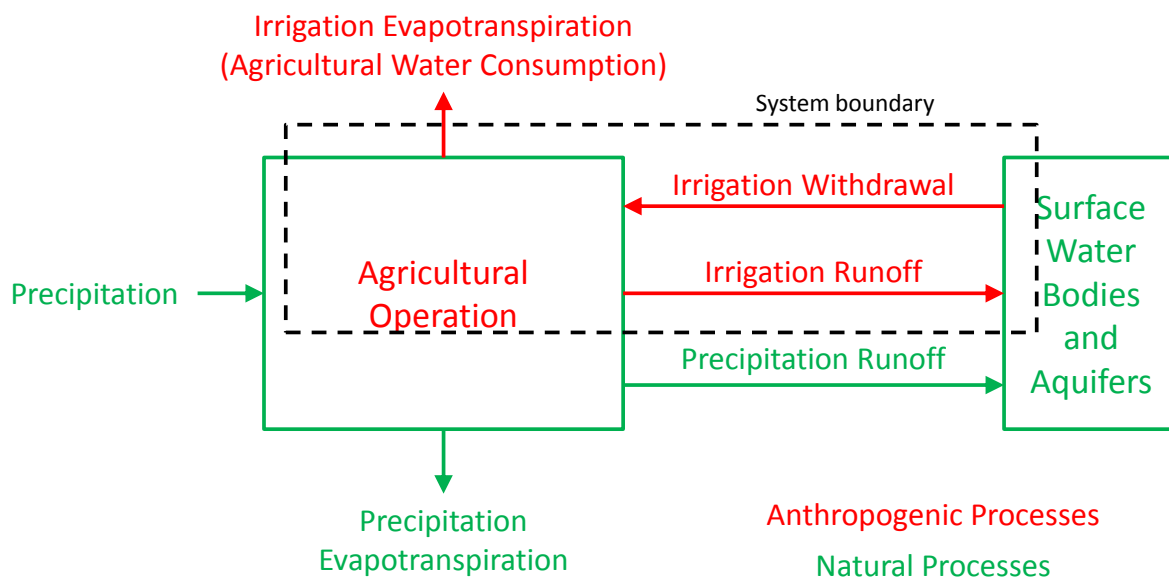 Irrigation Evapotranspiration
(Agricultural Water Consumption)
System boundary
Irrigation Withdrawal
Surface
Water
Bodies
and
Aquifers
Agricultural
Operation
Precipitation
Irrigation Runoff
Precipitation Runoff
Precipitation
Evapotranspiration
Anthropogenic Processes
Natural Processes